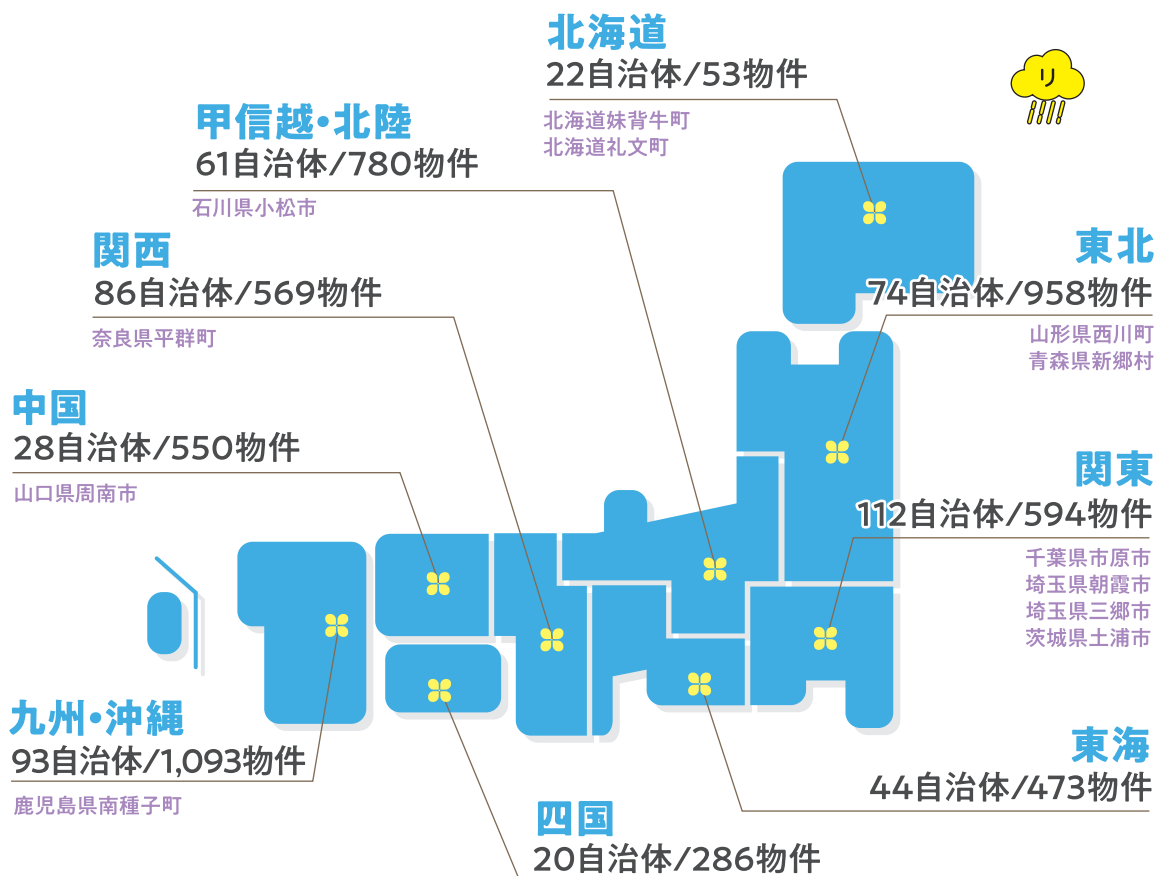 北海道
22自治体/53物件
北海道妹背牛町
北海道礼文町
リ
甲信越・北陸
61自治体/780物件
石川県小松市
東北
74自治体/958物件
山形県西川町
青森県新郷村
関西
86自治体/569物件
奈良県平群町
中国
28自治体/550物件
山口県周南市
関東
112自治体/594物件
千葉県市原市
埼玉県朝霞市
埼玉県三郷市
茨城県土浦市
九州・沖縄
93自治体/1,093物件
鹿児島県南種子町
東海
44自治体/473物件
四国
20自治体/286物件